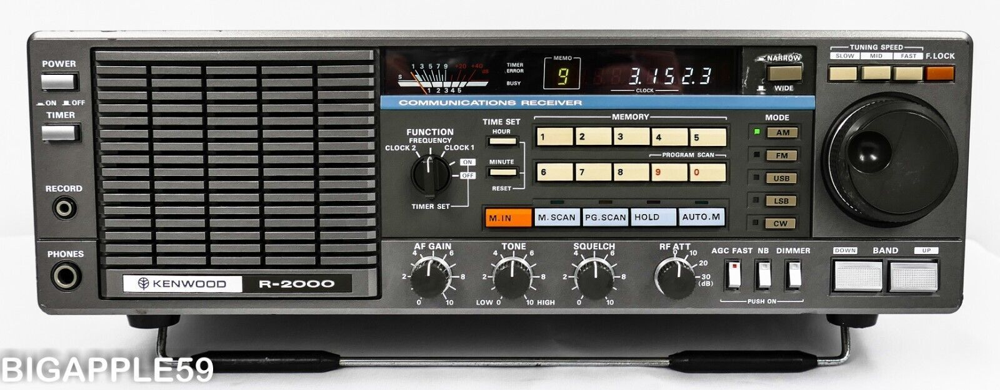 POWER
ON OFF
TIMER
RECORD
PHONES
KENWOOD R-2000
S 1 3 5 7 9 +20 +40 dB
1 2 3 4 5
TIMER ERROR
BUSY
MEMO
9
3.152.3
CLOCK
NARROW
WIDE
COMMUNICATIONS RECEIVER
TUNING SPEED
SLOW MID FAST
F.LOCK
FUNCTION
FREQUENCY
CLOCK 2 CLOCK 1
ON
OFF
TIMER SET
TIME SET
HOUR
MINUTE
RESET
MEMORY
1 2 3 4 5
PROGRAM SCAN
6 7 8 9 0
M.IN M.SCAN PG.SCAN HOLD AUTO.M
MODE
AM
FM
USB
LSB
CW
AF GAIN
0 2 4 6 8 10
TONE
LOW 0 2 4 6 8 10 HIGH
SQUELCH
0 2 4 6 8 10
RF ATT
0 10 20 30 (dB)
AGC FAST NB DIMMER
PUSH ON
DOWN BAND UP
BIGAPPLE59